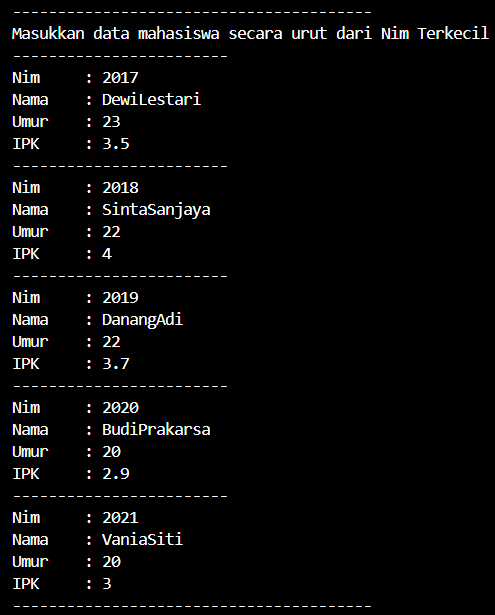 ----------------------------------------
Masukkan data mahasiswa secara urut dari Nim Terkecil
------------------------
Nim     : 2017
Nama    : DewiLestari
Umur    : 23
IPK     : 3.5
------------------------
Nim     : 2018
Nama    : SintaSanjaya
Umur    : 22
IPK     : 4
------------------------
Nim     : 2019
Nama    : DanangAdi
Umur    : 22
IPK     : 3.7
------------------------
Nim     : 2020
Nama    : BudiPrakarsa
Umur    : 20
IPK     : 2.9
------------------------
Nim     : 2021
Nama    : VaniaSiti
Umur    : 20
IPK     : 3
----------------------------------------